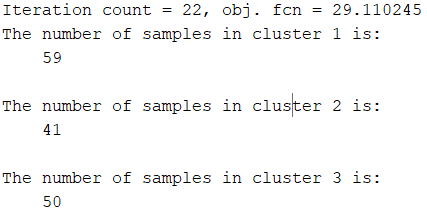 Iteration count = 22, obj. fcn = 29.110245
The number of samples in cluster 1 is:
59
The number of samples in cluster 2 is:
41
The number of samples in cluster 3 is:
50